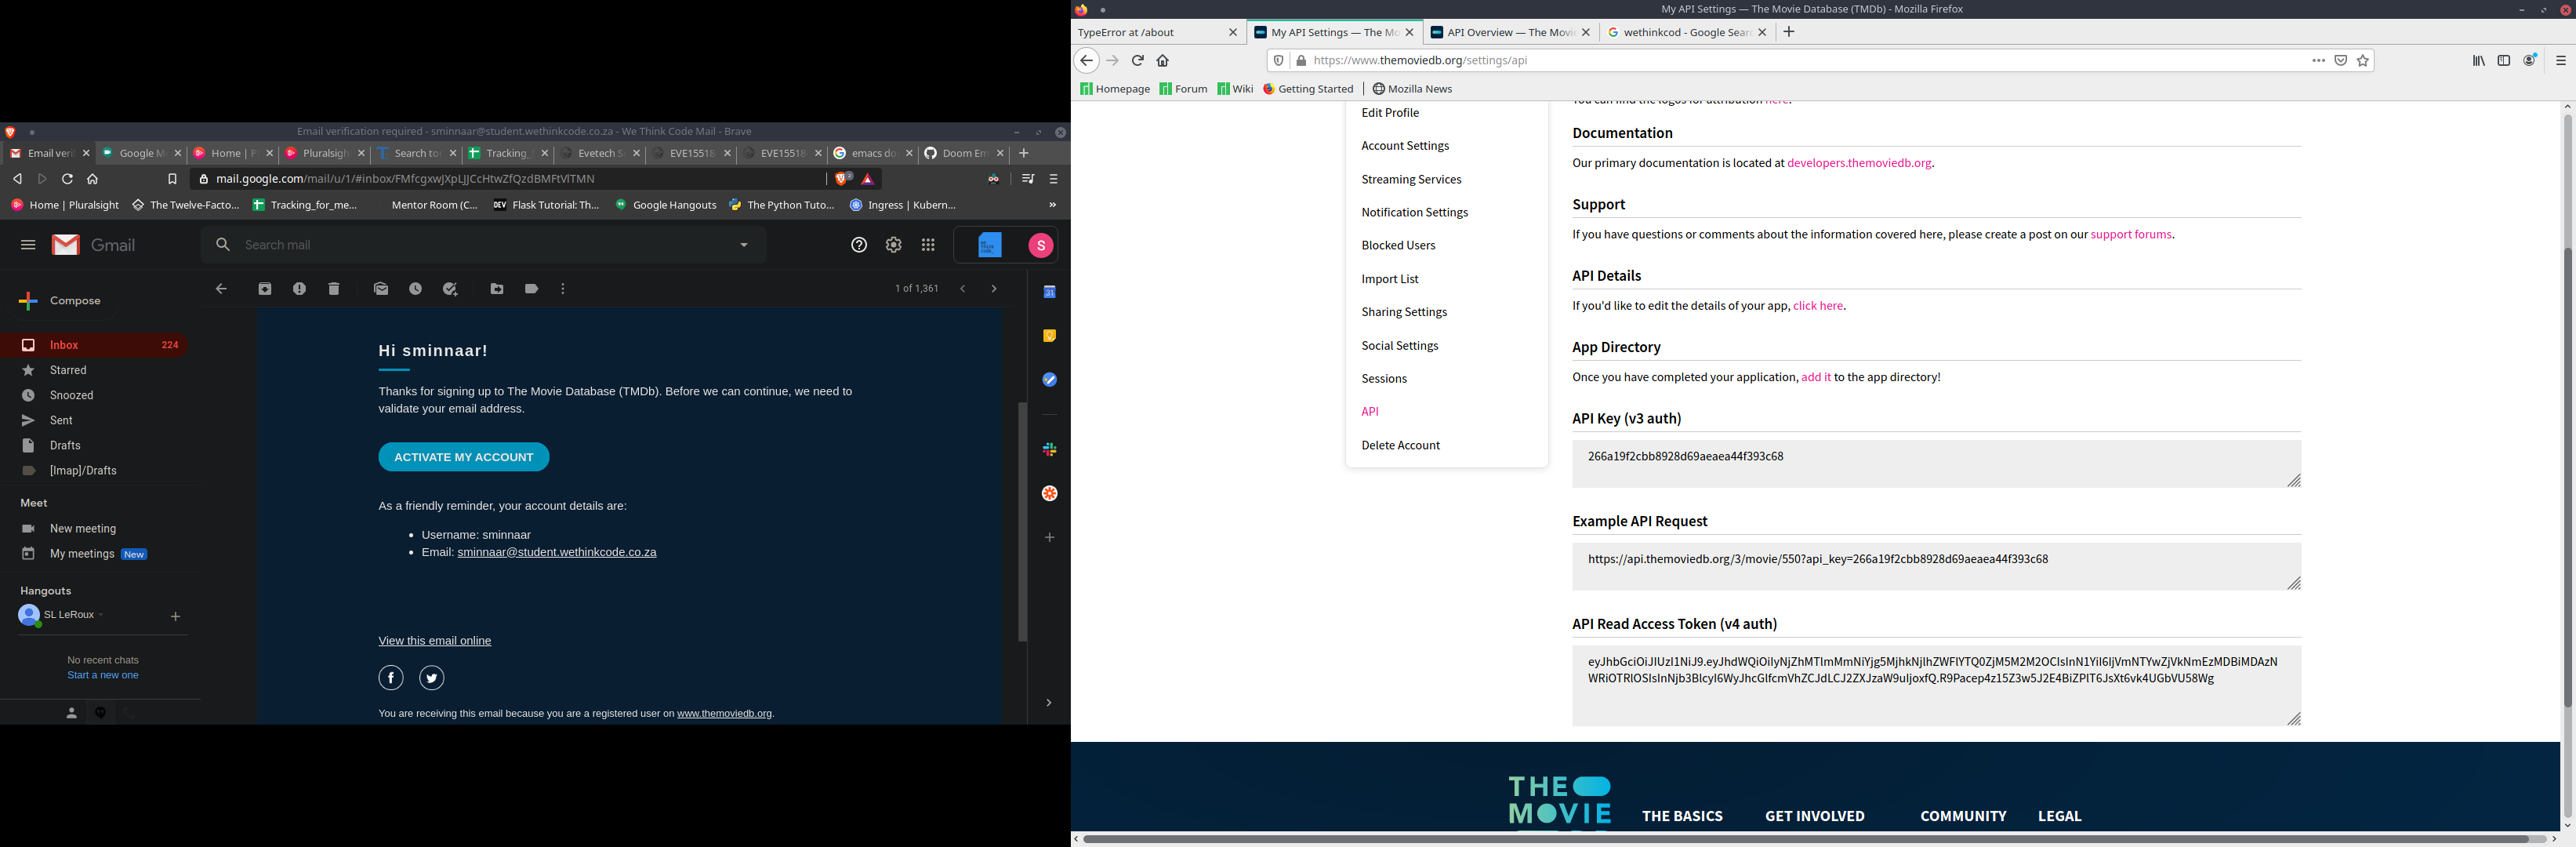 Email verification required - sminnaar@student.wethinkcode.co.za - We Think Code Mail - Brave
Email veri
Google M
Home | P
Pluralsigh
Search to
Tracking_
Evetech S
EVE15518
EVE15518
emacs do
Doom Em
mail.google.com/mail/u/1/#inbox/
Home | Pluralsight
The Twelve-Facto...
Tracking_for_me...
Mentor Room (C...
DEV Flask Tutorial: Th...
Google Hangouts
The Python Tuto...
Ingress | Kubern...
Gmail
Search mail
S
Compose
1 of 1,361
Inbox 224
Starred
Snoozed
Sent
Drafts
[Imap]/Drafts
Meet
New meeting
My meetings New
Hangouts
SL LeRoux
No recent chats
Start a new one
Hi sminnaar!
Thanks for signing up to The Movie Database (TMDb). Before we can continue, we need to
validate your email address.
ACTIVATE MY ACCOUNT
As a friendly reminder, your account details are:
• Username: sminnaar
• Email: sminnaar@student.wethinkcode.co.za
View this email online
You are receiving this email because you are a registered user on www.themoviedb.org.
My API Settings — The Movie Database (TMDb) - Mozilla Firefox
TypeError at /about
My API Settings — The Mo
API Overview — The Movie
wethinkcod - Google Sear
https://www.themoviedb.org/settings/api
Homepage
Forum
Wiki
Getting Started
Mozilla News
Edit Profile
Account Settings
Streaming Services
Notification Settings
Blocked Users
Import List
Sharing Settings
Social Settings
Sessions
API
Delete Account
You can find the logos for attribution here.
Documentation
Our primary documentation is located at developers.themoviedb.org.
Support
If you have questions or comments about the information covered here, please create a post on our support forums.
API Details
If you'd like to edit the details of your app, click here.
App Directory
Once you have completed your application, add it to the app directory!
API Key (v3 auth)
266a19f2cbb8928d69aeaea44f393c68
Example API Request
https://api.themoviedb.org/3/movie/550?api_key=266a19f2cbb8928d69aeaea44f393c68
API Read Access Token (v4 auth)
THE
MOVIE
THE BASICS
GET INVOLVED
COMMUNITY
LEGAL